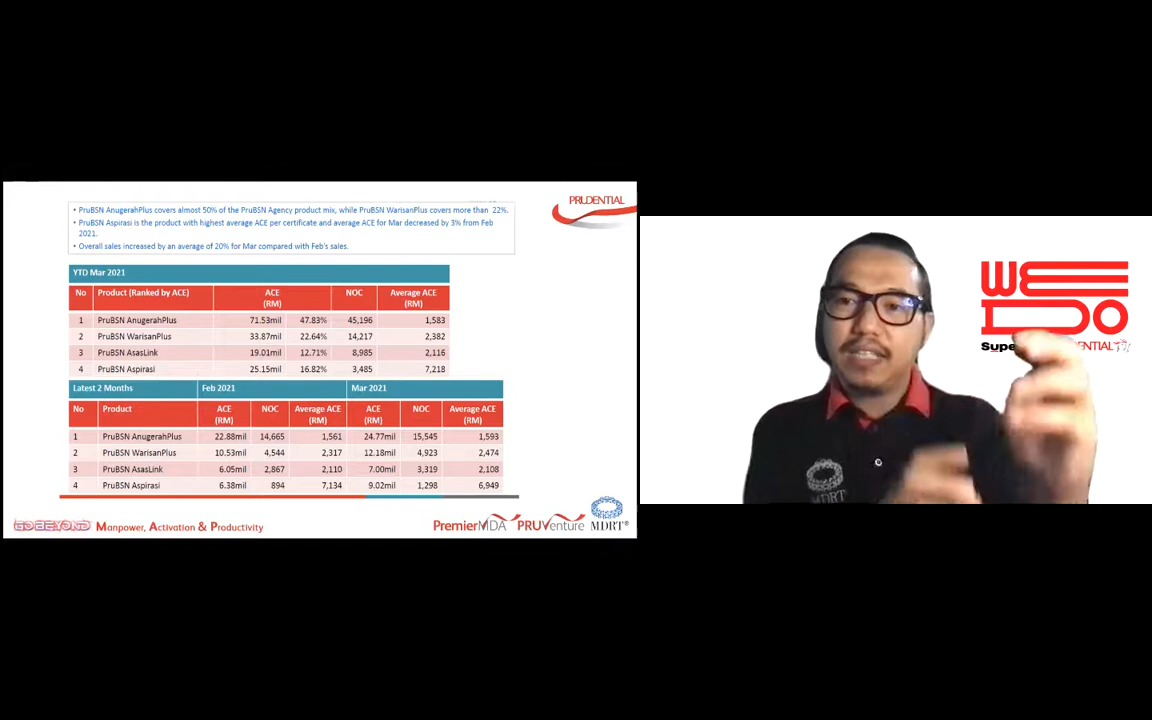 • PruBSN AnugerahPlus covers almost 50% of the PruBSN Agency product mix, while PruBSN WarisanPlus covers more than 22%.
• PruBSN Aspirasi is the product with highest average ACE per certificate and average ACE for Mar decreased by 3% from Feb
2021.
• Overall sales increased by an average of 20% for Mar compared with Feb's sales.
PRUDENTIAL
YTD Mar 2021
No Product (Ranked by ACE) ACE (RM) NOC Average ACE (RM)
1 PruBSN AnugerahPlus 71.53mil 47.83% 45,196 1,583
2 PruBSN WarisanPlus 33.87mil 22.64% 14,217 2,382
3 PruBSN AsasLink 19.01mil 12.71% 8,985 2,116
4 PruBSN Aspirasi 25.15mil 16.82% 3,485 7,218
Latest 2 Months Feb 2021 Mar 2021
No Product ACE (RM) NOC Average ACE (RM) ACE (RM) NOC Average ACE (RM)
1 PruBSN AnugerahPlus 22.88mil 14,665 1,561 24.77mil 15,545 1,593
2 PruBSN WarisanPlus 10.53mil 4,544 2,317 12.18mil 4,923 2,474
3 PruBSN AsasLink 6.05mil 2,867 2,110 7.00mil 3,319 2,108
4 PruBSN Aspirasi 6.38mil 894 7,134 9.02mil 1,298 6,949
GO BEYOND Manpower, Activation & Productivity
PremierMDA PRUVenture MDRT®
WE
DO
Supe DENTIAL
MDRT